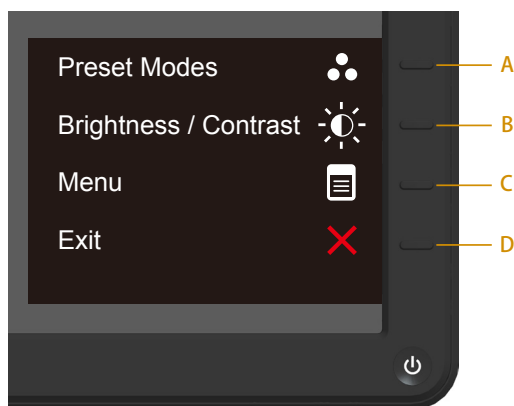 Preset Modes
A
Brightness / Contrast
B
Menu
C
Exit
D